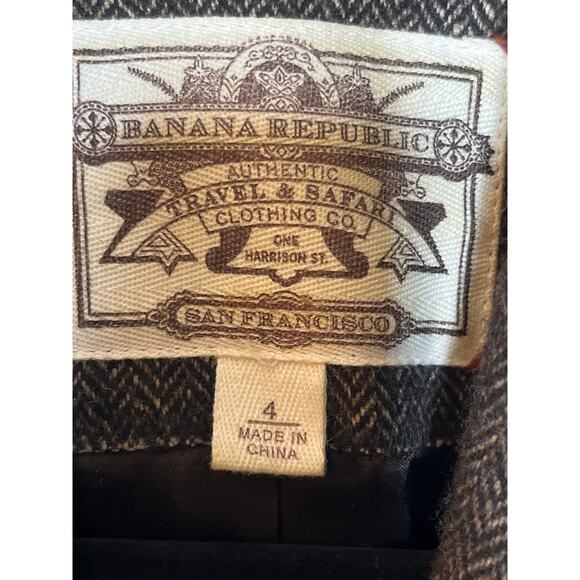 BANANA REPUBLIC
AUTHENTIC
TRAVEL & SAFARI
CLOTHING CO.
ONE
HARRISON ST.
SAN FRANCISCO
4
MADE IN
CHINA